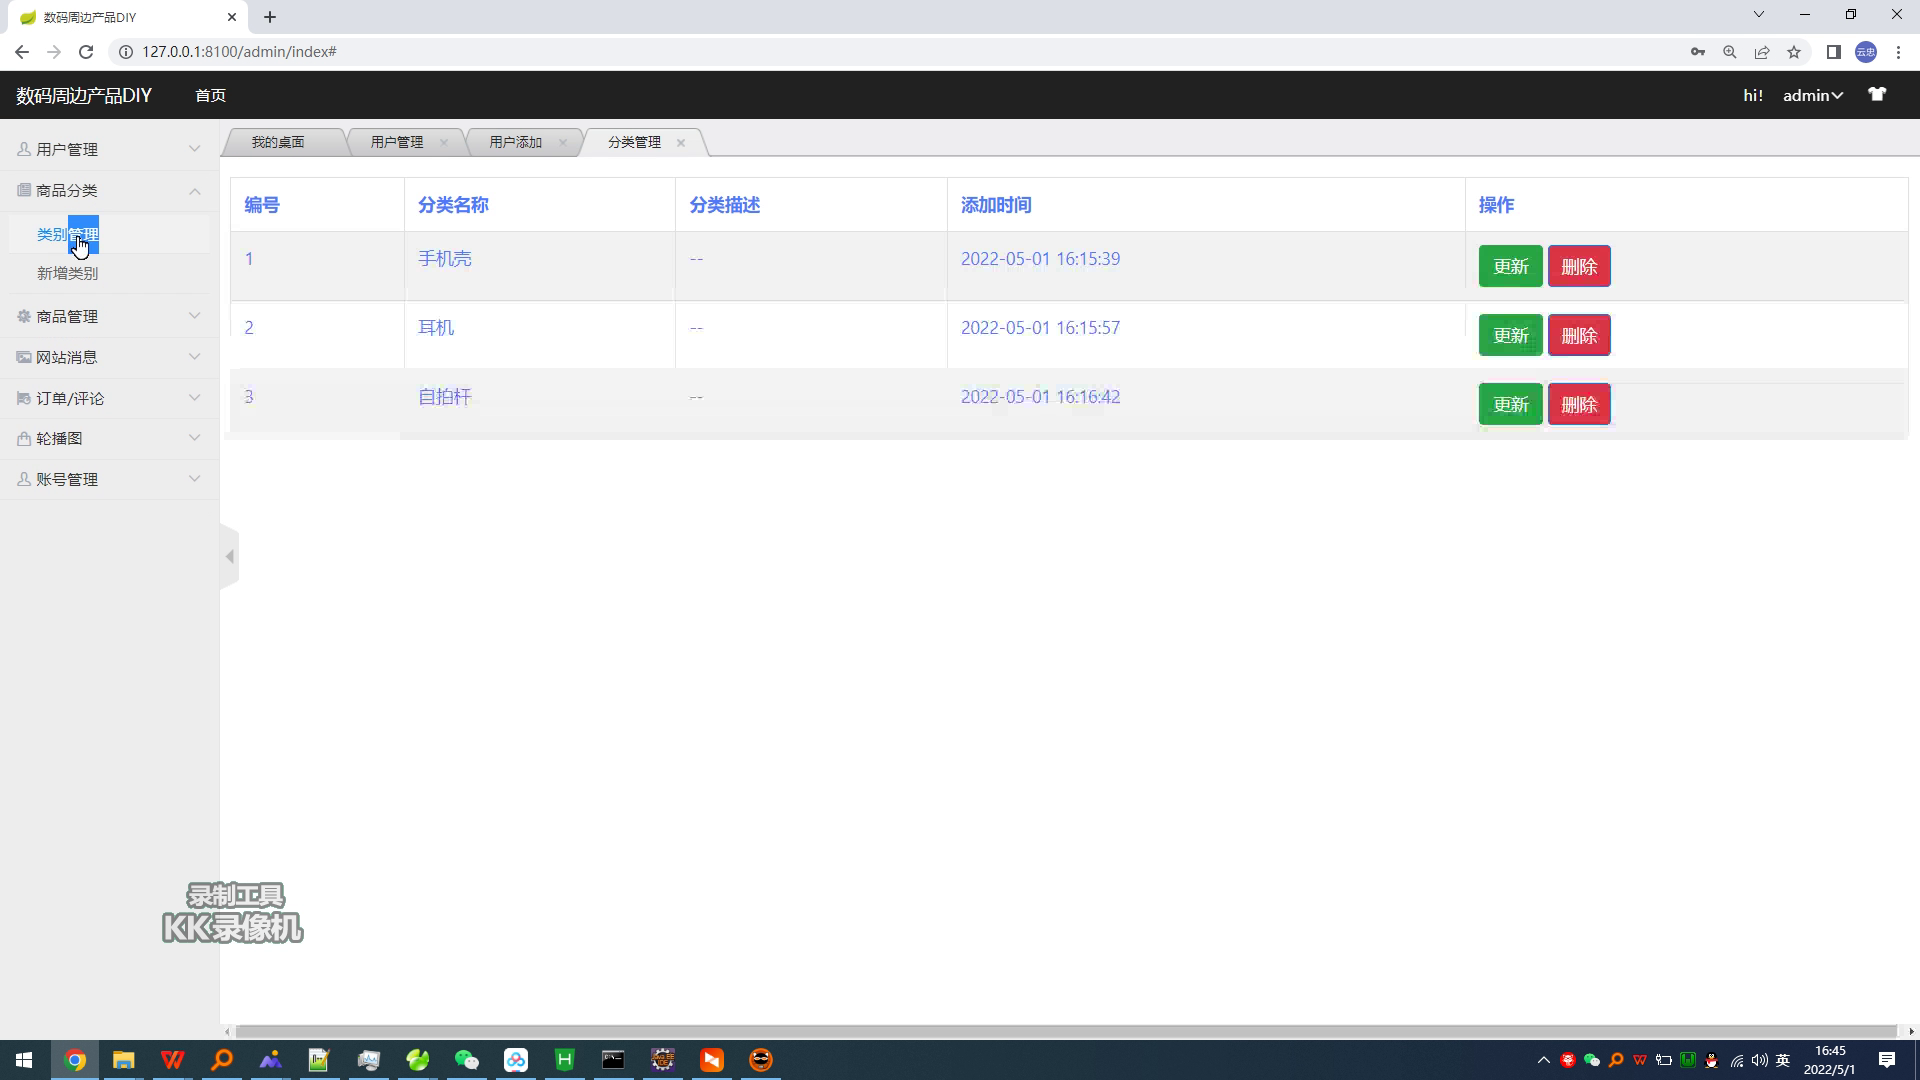 数码周边产品DIY
127.0.0.1:8100/admin/index#
云忠
数码周边产品DIY
首页
hi!
admin
用户管理
商品分类
类别管理
新增类别
商品管理
网站消息
订单/评论
轮播图
账号管理
我的桌面
用户管理
用户添加
分类管理
编号 分类名称 分类描述 添加时间 操作
1 手机壳 -- 2022-05-01 16:15:39 更新 删除
2 耳机 -- 2022-05-01 16:15:57 更新 删除
3 自拍杆 -- 2022-05-01 16:16:42 更新 删除
录制工具
KK录像机
英
16:45
2022/5/1